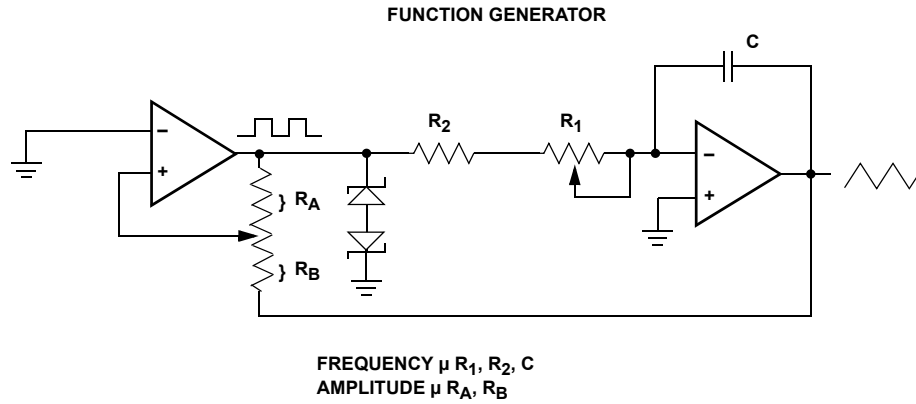 FUNCTION GENERATOR
C
R2
R1
−
+
} RA
} RB
−
+
FREQUENCY µ R1, R2, C
AMPLITUDE µ RA, RB